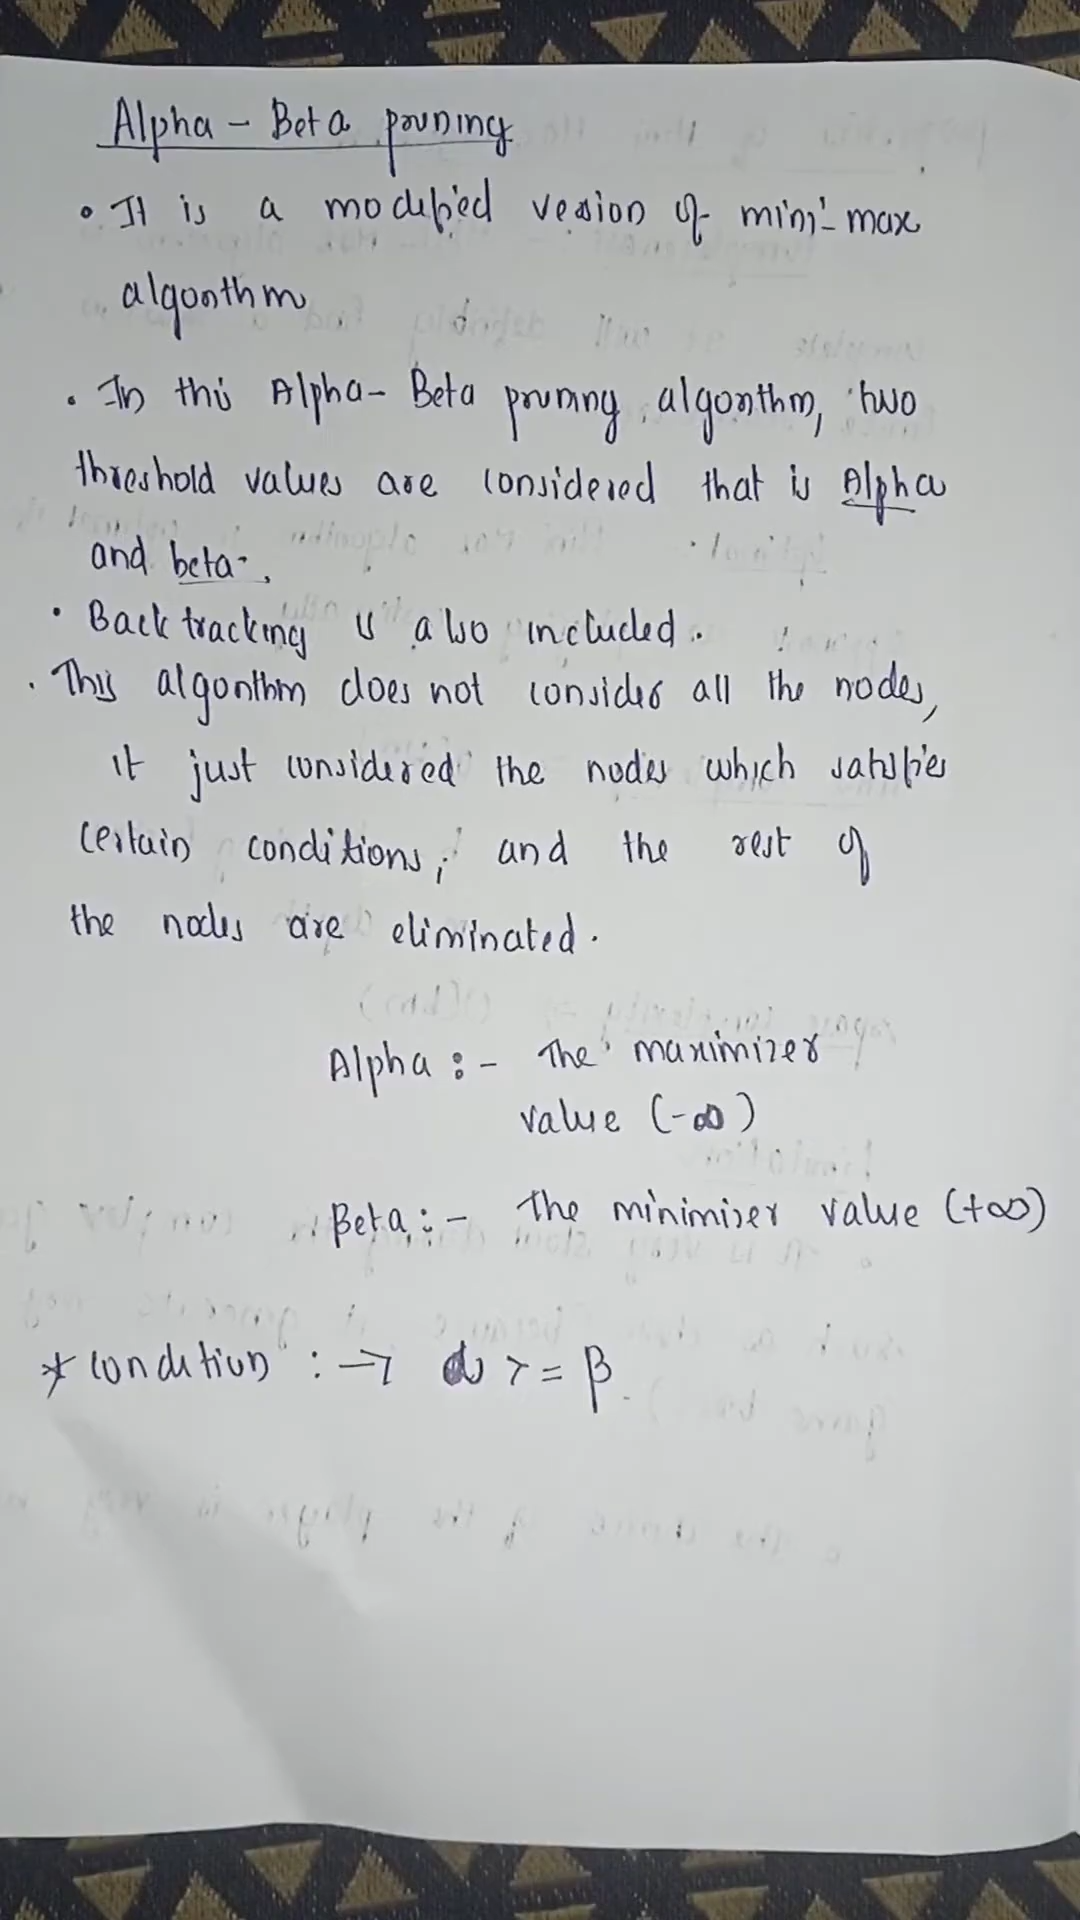 Alpha - Beta pruning
• It is a modified vesion of mini-max
algorithm
• In this Alpha- Beta pruning algorithm, two
threshold values are considered that is Alpha
and beta.
• Back tracking is also included.
• This algorithm does not consider all the nodes,
it just considered the nodes which satisfies
certain conditions, and the rest of
the nodes are eliminated.
Alpha :- The maximizer
value (-∞)
Beta :- The minimizer value (+∞)
* condition :→ α >= β